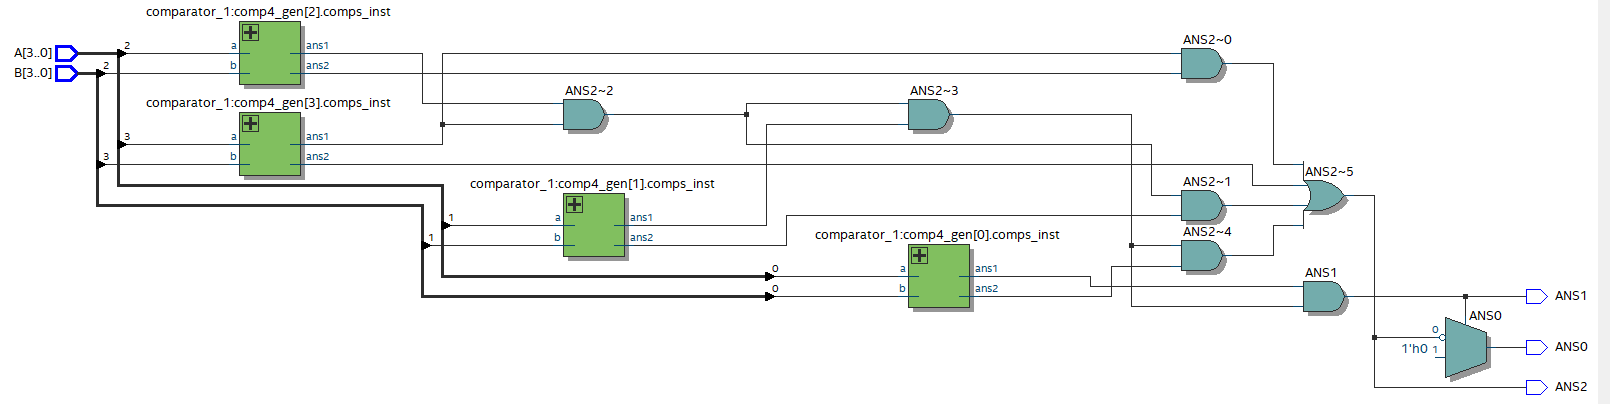 comparator_1:comp4_gen[2].comps_inst
A[3..0]
B[3..0]
2
2
a
b
ans1
ans2
ANS2~0
comparator_1:comp4_gen[3].comps_inst
3
3
a
b
ans1
ans2
ANS2~2
ANS2~3
comparator_1:comp4_gen[1].comps_inst
1
1
a
b
ans1
ans2
ANS2~1
ANS2~5
comparator_1:comp4_gen[0].comps_inst
0
0
a
b
ans1
ans2
ANS2~4
ANS1
ANS1
ANS0
0
1'h0 1
ANS0
ANS2